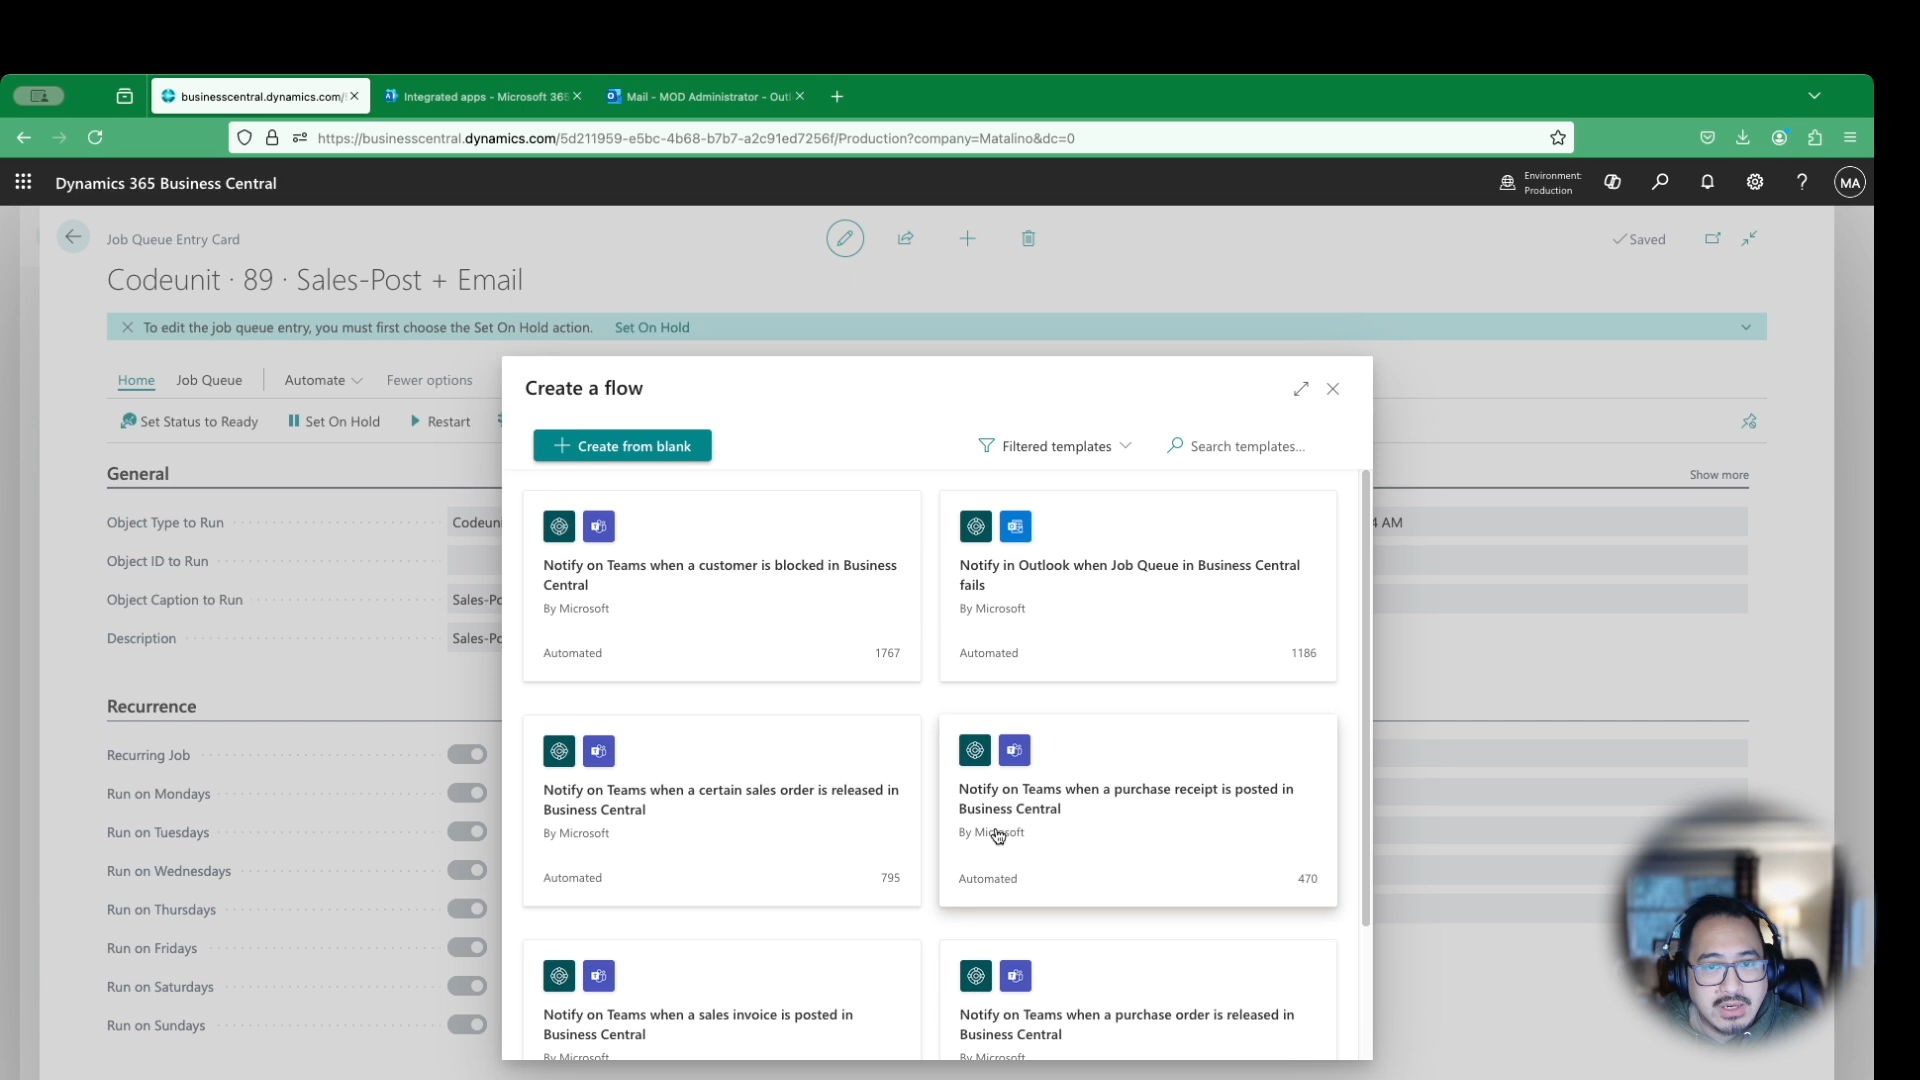 businesscentral.dynamics.com/
Integrated apps - Microsoft 365
Mail - MOD Administrator - Outl
https://businesscentral.dynamics.com/5d211959-e5bc-4b68-b7b7-a2c91ed7256f/Production?company=Matalino&dc=0
Dynamics 365 Business Central
Environment:
Production
MA
Job Queue Entry Card
Saved
Codeunit · 89 · Sales-Post + Email
To edit the job queue entry, you must first choose the Set On Hold action. Set On Hold
Home
Job Queue
Automate
Fewer options
Set Status to Ready
Set On Hold
Restart
General
Show more
Object Type to Run
Codeuni
4 AM
Object ID to Run
Object Caption to Run
Sales-Po
Description
Sales-Po
Recurrence
Recurring Job
Run on Mondays
Run on Tuesdays
Run on Wednesdays
Run on Thursdays
Run on Fridays
Run on Saturdays
Run on Sundays
Create a flow
Create from blank
Filtered templates
Search templates...
Notify on Teams when a customer is blocked in Business
Central
By Microsoft
Automated
1767
Notify in Outlook when Job Queue in Business Central
fails
By Microsoft
Automated
1186
Notify on Teams when a certain sales order is released in
Business Central
By Microsoft
Automated
795
Notify on Teams when a purchase receipt is posted in
Business Central
By Microsoft
Automated
470
Notify on Teams when a sales invoice is posted in
Business Central
By Microsoft
Notify on Teams when a purchase order is released in
Business Central
By Microsoft